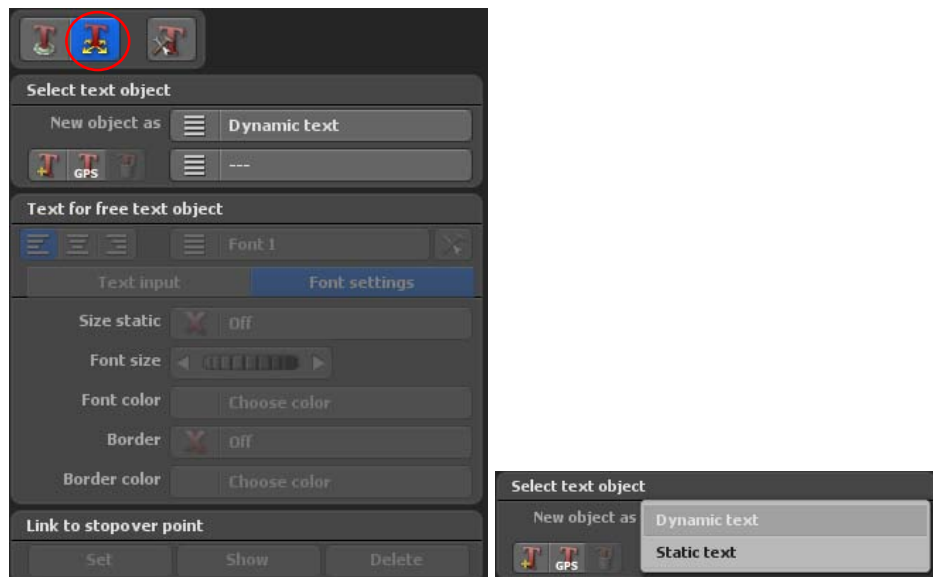 Select text object
New object as Dynamic text
GPS ---
Text for free text object
Font 1
Text input Font settings
Size static Off
Font size
Font color Choose color
Border Off
Border color Choose color
Link to stopover point
Set Show Delete
Select text object
New object as Dynamic text
GPS Static text